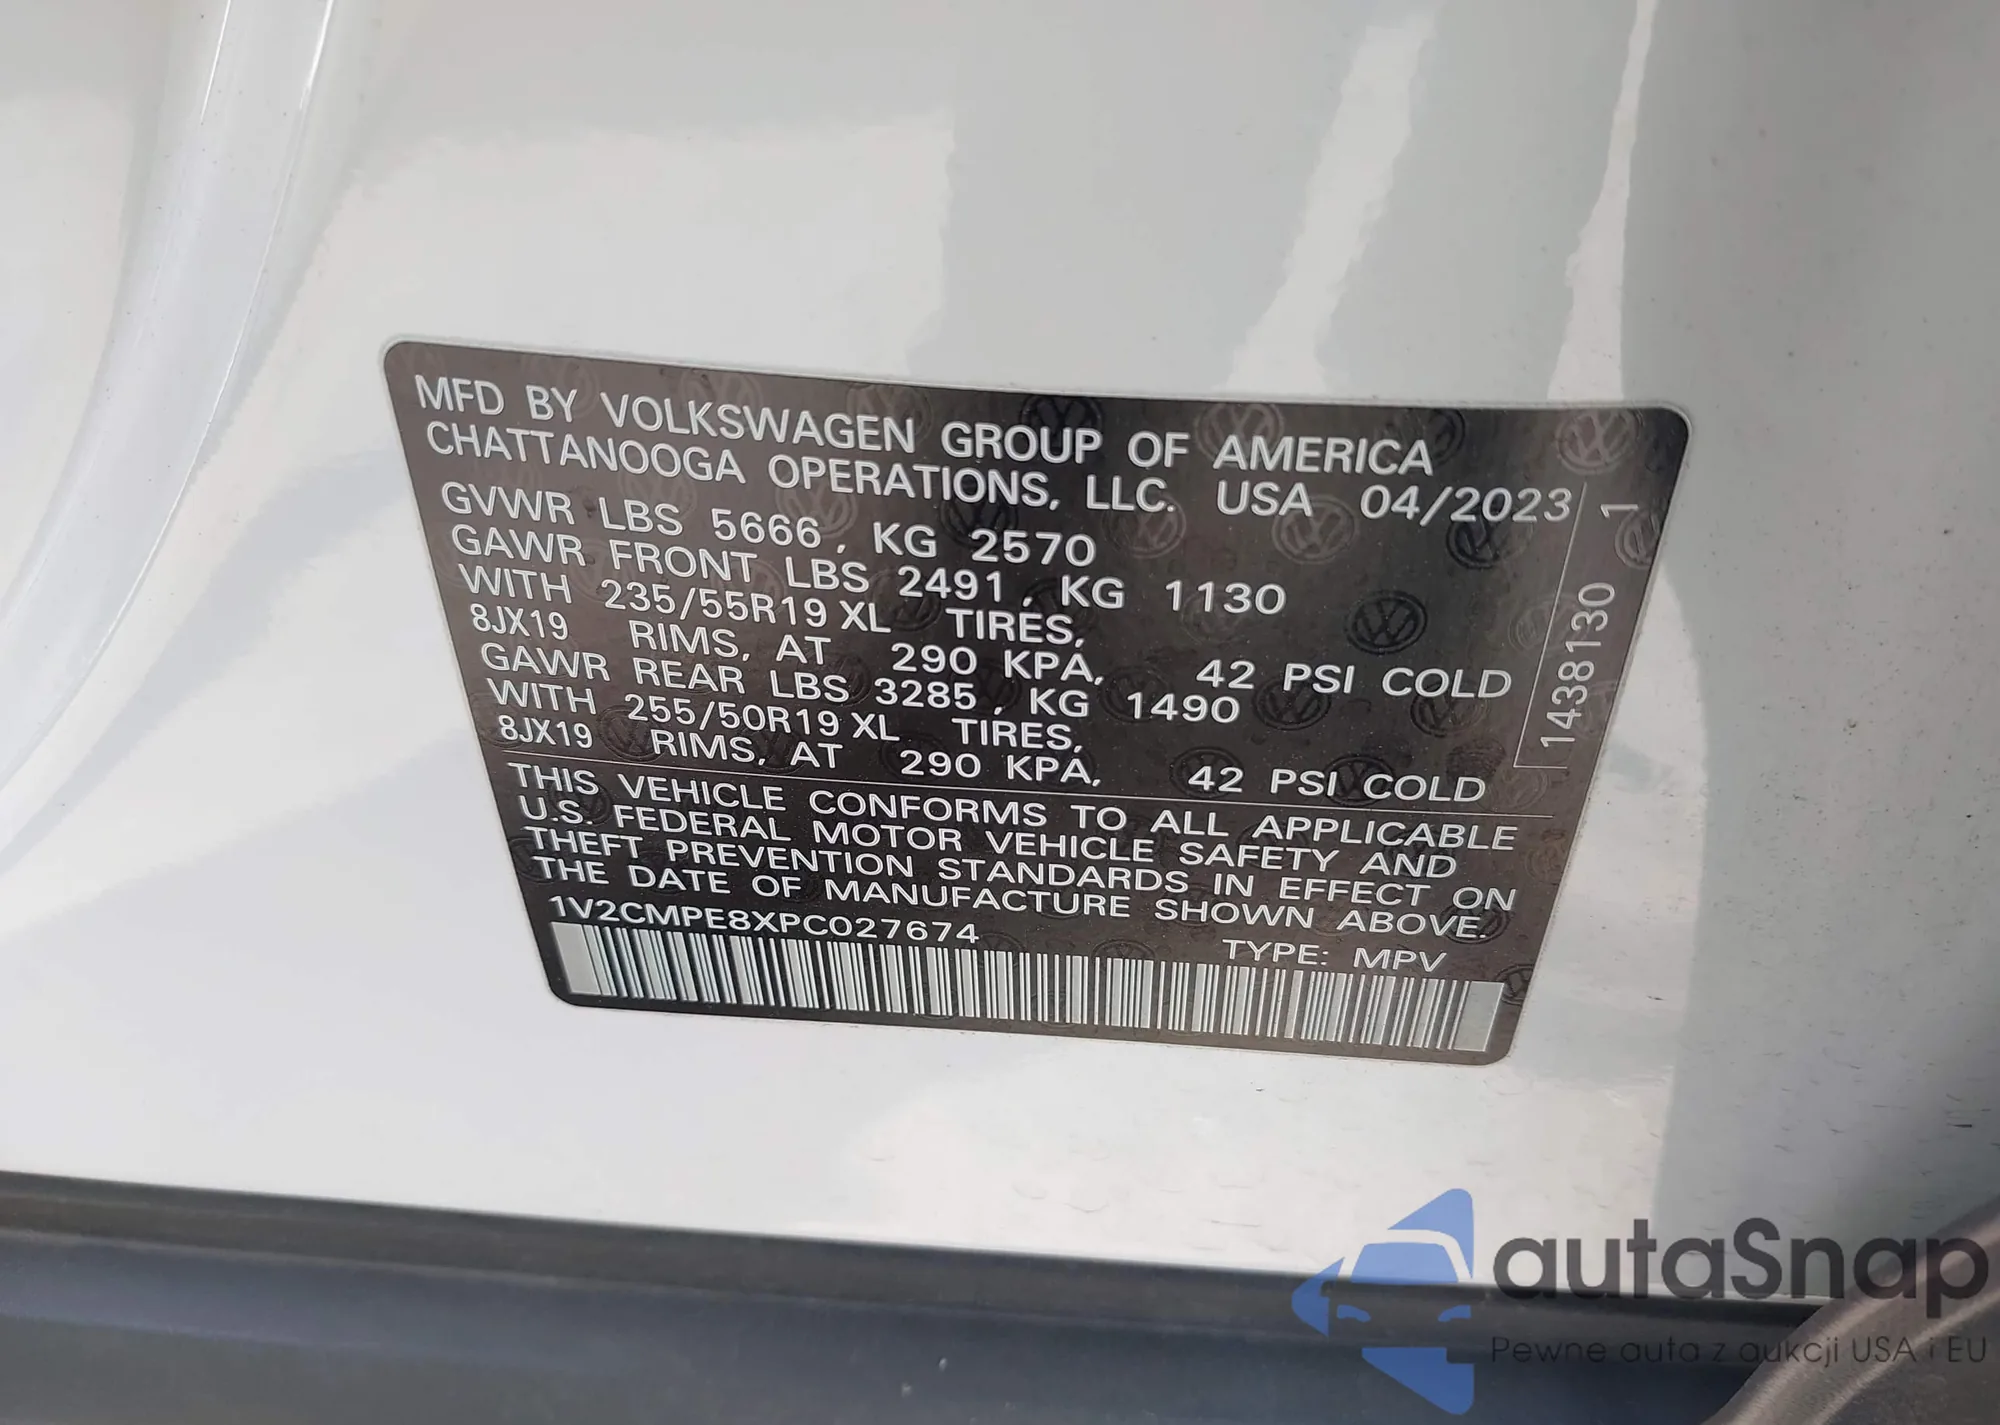 MFD BY VOLKSWAGEN GROUP OF AMERICA
CHATTANOOGA OPERATIONS, LLC. USA 04/2023
GVWR LBS 5666, KG 2570
GAWR FRONT LBS 2491, KG 1130
WITH 235/55R19 XL TIRES,
8JX19 RIMS, AT 290 KPA, 42 PSI COLD
GAWR REAR LBS 3285, KG 1490
WITH 255/50R19 XL TIRES,
8JX19 RIMS, AT 290 KPA, 42 PSI COLD
1438130 1
THIS VEHICLE CONFORMS TO ALL APPLICABLE
U.S. FEDERAL MOTOR VEHICLE SAFETY AND
THEFT PREVENTION STANDARDS IN EFFECT ON
THE DATE OF MANUFACTURE SHOWN ABOVE.
1V2CMPE8XPC027674 TYPE: MPV
autaSnap
Pewne auta z aukcji USA i EU